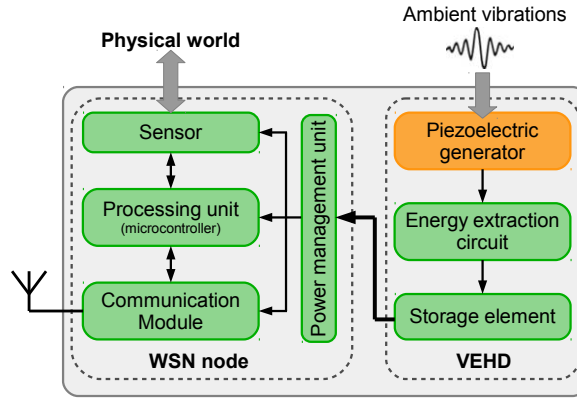 Ambient vibrations
Physical world
Sensor
Processing unit
(microcontroller)
Communication
Module
Power management unit
WSN node
Piezoelectric
generator
Energy extraction
circuit
Storage element
VEHD